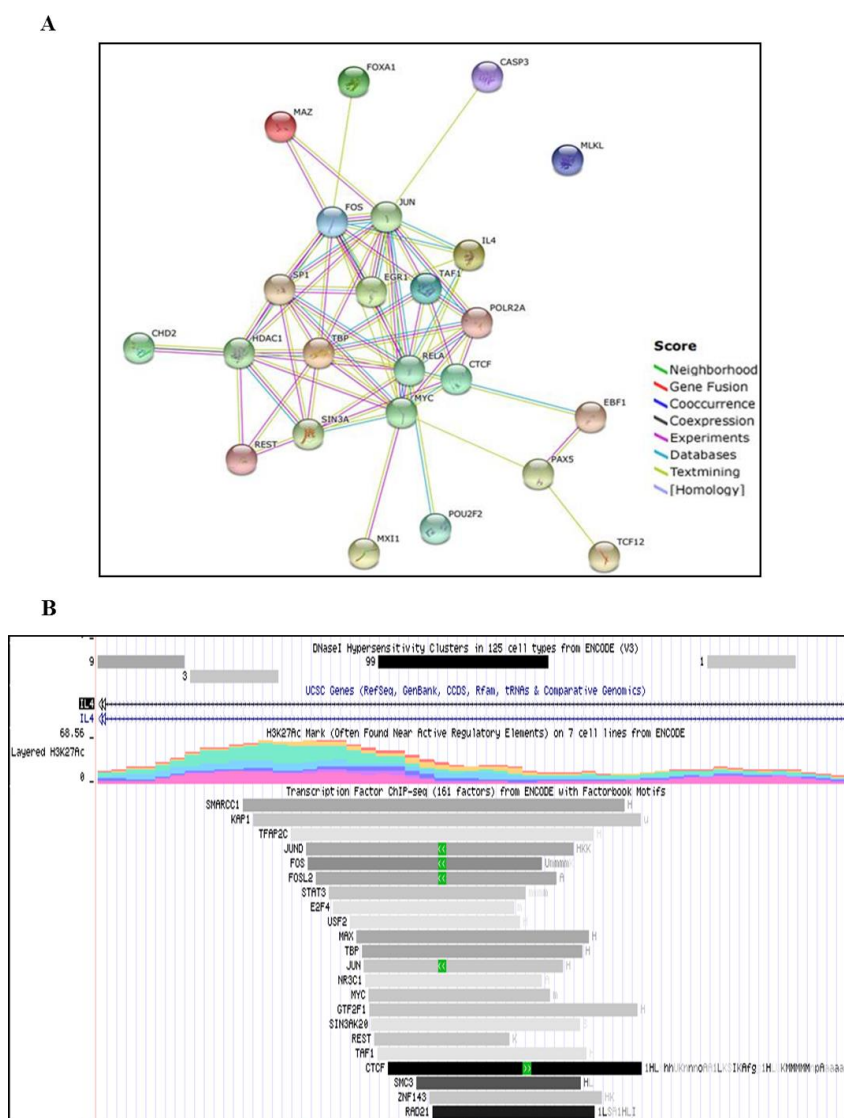 A
FOXA1
CASP3
MAZ
MLKL
FOS
JUN
IL4
SP1
EGR1
TAF1
POLR2A
CHD2
HDAC1
TBP
RELA
CTCF
MYC
EBF1
SIN3A
REST
PAX5
POU2F2
MXI1
TCF12
Score
Neighborhood
Gene Fusion
Cooccurrence
Coexpression
Experiments
Databases
Textmining
[Homology]
B
DNaseI Hypersensitivity Clusters in 125 cell types from ENCODE (V3)
9
99
1
3
UCSC Genes (RefSeq, GenBank, CCDS, Rfam, tRNAs & Comparative Genomics)
IL4
IL4
68.56
H3K27Ac Mark (Often Found Near Active Regulatory Elements) on 7 cell lines from ENCODE
Layered H3K27Ac
0
Transcription Factor ChIP-seq (161 factors) from ENCODE with Factorbook Motifs
SMARCC1 H
KAP1 u
TFAP2C
JUND HKK
FOS
FOSL2 A
STAT3
E2F4
USF2
MAX H
TBP H
JUN H
NR3C1
MYC m
GTF2F1 H
SIN3AK20
REST K
TAF1
CTCF
SMC3
ZNF143 HK
RAD21